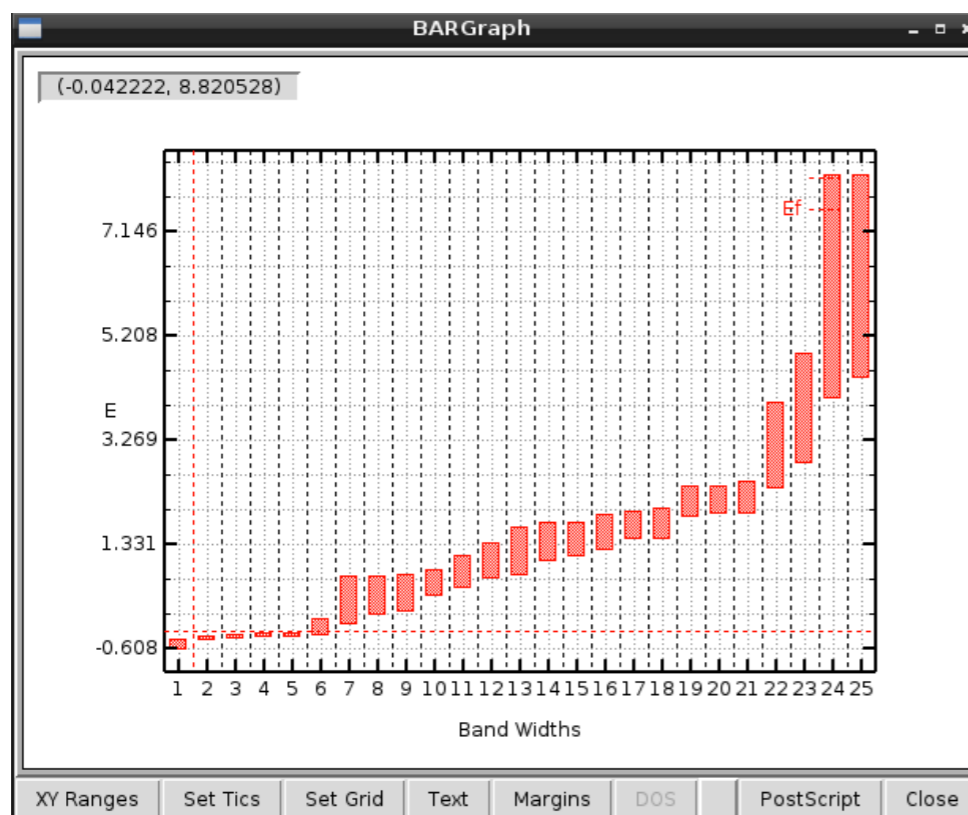 BARGraph
(-0.042222, 8.820528)
Ef
7.146
5.208
E
3.269
1.331
-0.608
1 2 3 4 5 6 7 8 9 10 11 12 13 14 15 16 17 18 19 20 21 22 23 24 25
Band Widths
XY Ranges Set Tics Set Grid Text Margins DOS PostScript Close